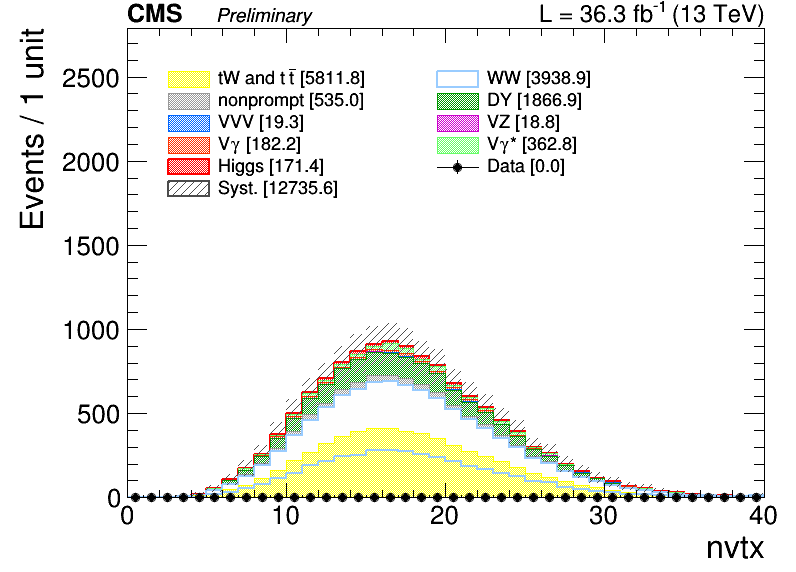 CMS Preliminary L = 36.3 fb⁻¹ (13 TeV)
Events / 1 unit
2500
2000
1500
1000
500
0
tW and tt̄ [5811.8]
WW [3938.9]
nonprompt [535.0]
DY [1866.9]
VVV [19.3]
VZ [18.8]
Vγ [182.2]
Vγ* [362.8]
Higgs [171.4]
Data [0.0]
Syst. [12735.6]
0 10 20 30 40
nvtx